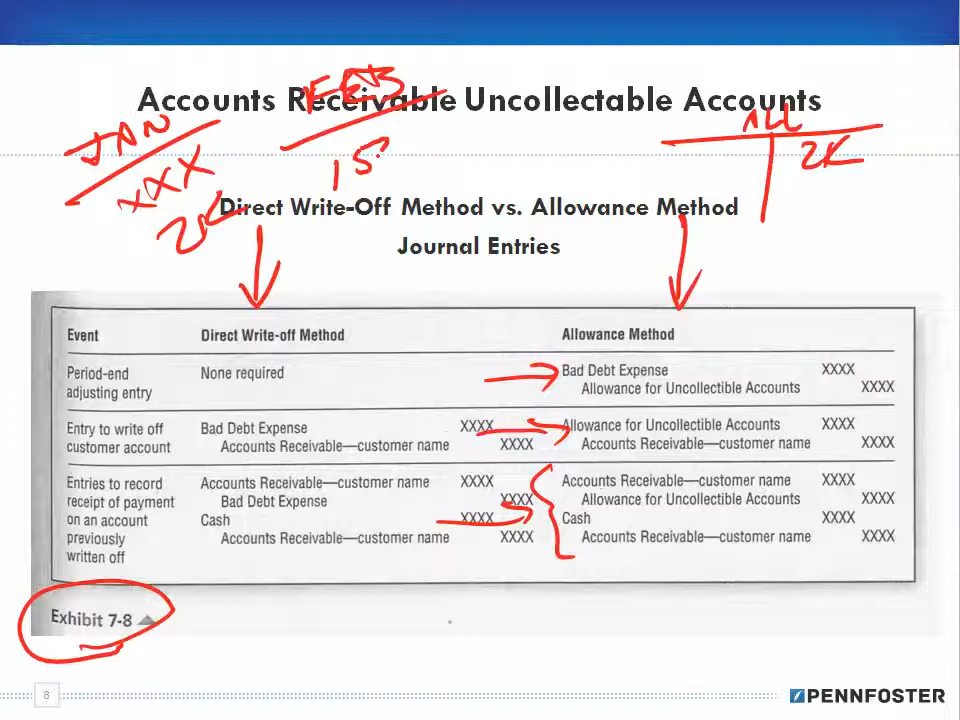 Accounts Receivable Uncollectable Accounts
JAN
FEB
ALL
XXX
15
2K
2K
Direct Write-Off Method vs. Allowance Method
Journal Entries
Event Direct Write-off Method Allowance Method
Period-end None required Bad Debt Expense XXXX
adjusting entry Allowance for Uncollectible Accounts XXXX
Entry to write off Bad Debt Expense XXXX Allowance for Uncollectible Accounts XXXX
customer account Accounts Receivable—customer name XXXX Accounts Receivable—customer name XXXX
Entries to record Accounts Receivable—customer name XXXX Accounts Receivable—customer name XXXX
receipt of payment Bad Debt Expense XXXX Allowance for Uncollectible Accounts XXXX
on an account Cash XXXX Cash XXXX
previously Accounts Receivable—customer name XXXX Accounts Receivable—customer name XXXX
written off
Exhibit 7-8
8
PENNFOSTER